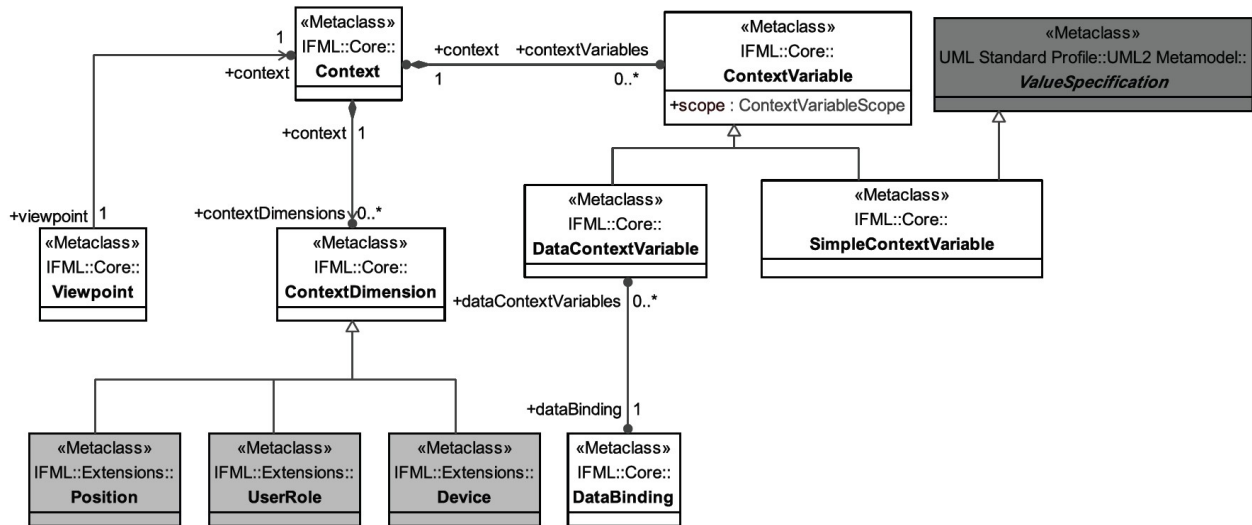 «Metaclass»
IFML::Core::
Context
1
+context
+context
1
+contextVariables
0..*
«Metaclass»
IFML::Core::
ContextVariable
+scope : ContextVariableScope
«Metaclass»
UML Standard Profile::UML2 Metamodel::
ValueSpecification
+context 1
+viewpoint 1
+contextDimensions 0..*
«Metaclass»
IFML::Core::
Viewpoint
«Metaclass»
IFML::Core::
ContextDimension
«Metaclass»
IFML::Core::
DataContextVariable
«Metaclass»
IFML::Core::
SimpleContextVariable
+dataContextVariables 0..*
+dataBinding 1
«Metaclass»
IFML::Extensions::
Position
«Metaclass»
IFML::Extensions::
UserRole
«Metaclass»
IFML::Extensions::
Device
«Metaclass»
IFML::Core::
DataBinding